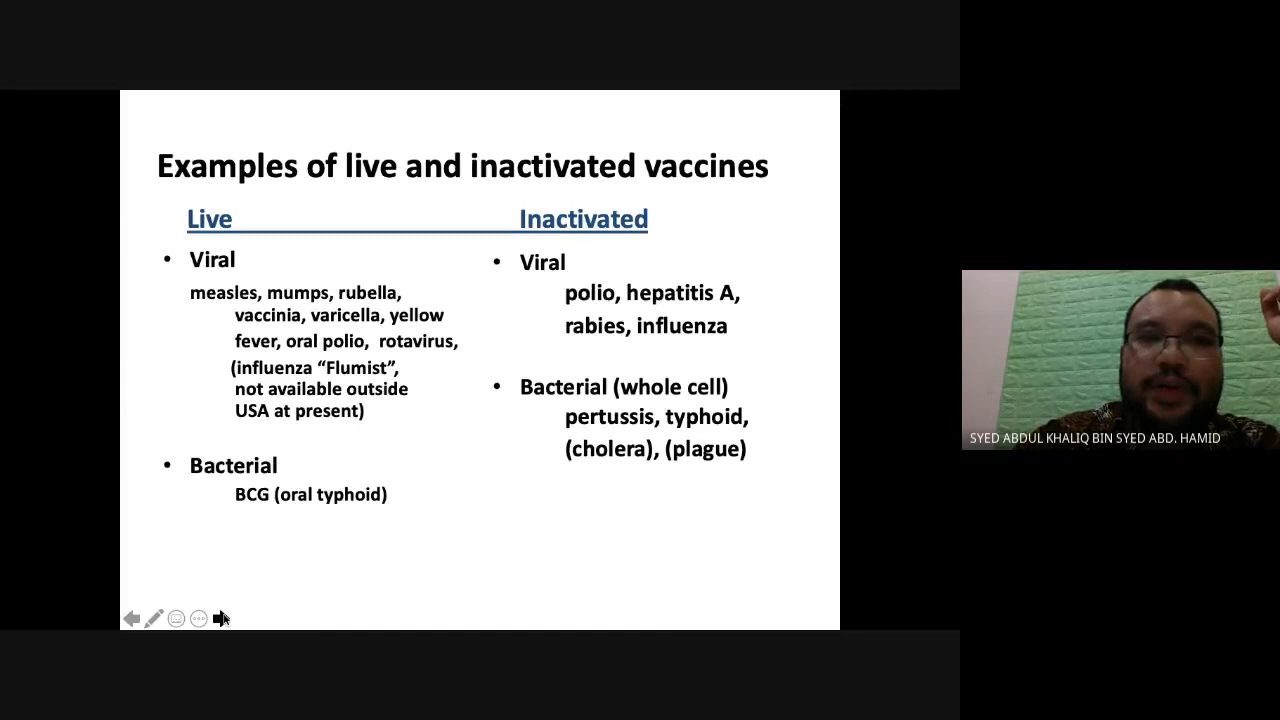 Examples of live and inactivated vaccines
Live
• Viral
measles, mumps, rubella,
vaccinia, varicella, yellow
fever, oral polio, rotavirus,
(influenza “Flumist”,
not available outside
USA at present)
• Bacterial
BCG (oral typhoid)
Inactivated
• Viral
polio, hepatitis A,
rabies, influenza
• Bacterial (whole cell)
pertussis, typhoid,
(cholera), (plague)
SYED ABDUL KHALIQ BIN SYED ABD. HAMID